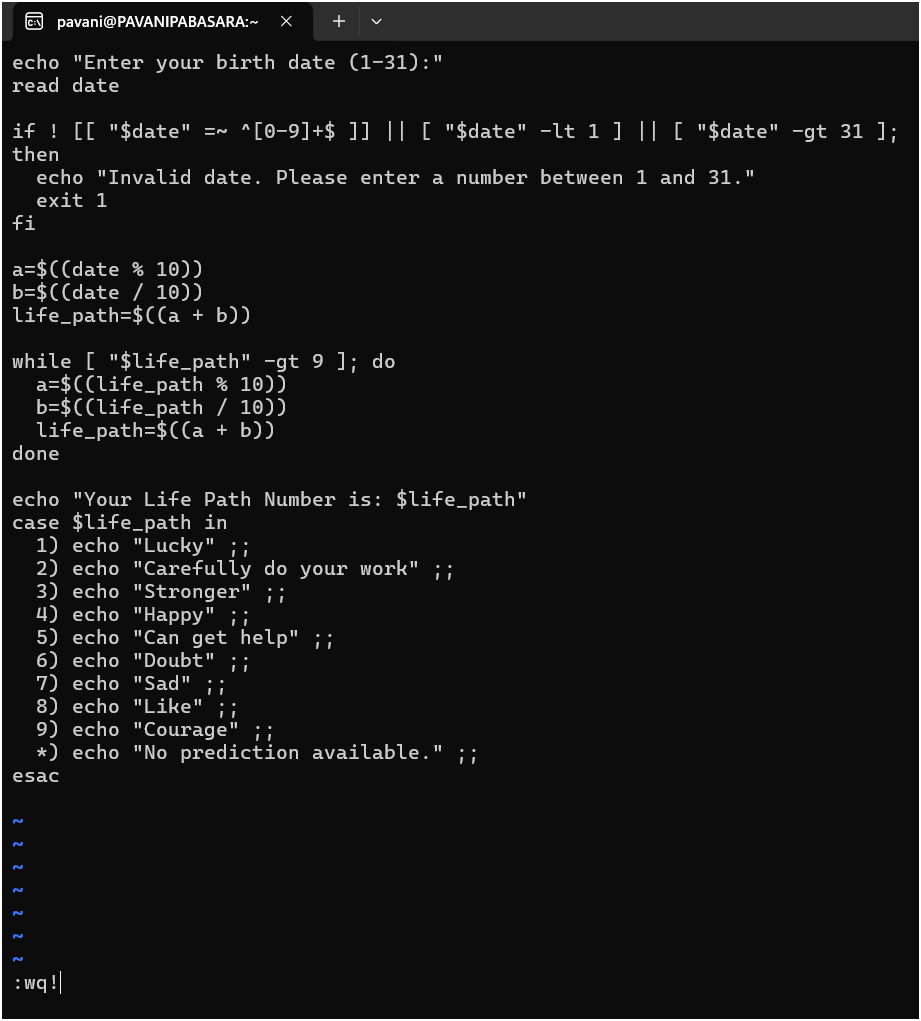 pavani@PAVANIPABASARA:~
echo "Enter your birth date (1-31):"
read date
if ! [[ "$date" =~ ^[0-9]+$ ]] || [ "$date" -lt 1 ] || [ "$date" -gt 31 ];
then
  echo "Invalid date. Please enter a number between 1 and 31."
  exit 1
fi
a=$((date % 10))
b=$((date / 10))
life_path=$((a + b))
while [ "$life_path" -gt 9 ]; do
  a=$((life_path % 10))
  b=$((life_path / 10))
  life_path=$((a + b))
done
echo "Your Life Path Number is: $life_path"
case $life_path in
  1) echo "Lucky" ;;
  2) echo "Carefully do your work" ;;
  3) echo "Stronger" ;;
  4) echo "Happy" ;;
  5) echo "Can get help" ;;
  6) echo "Doubt" ;;
  7) echo "Sad" ;;
  8) echo "Like" ;;
  9) echo "Courage" ;;
  *) echo "No prediction available." ;;
esac
~
~
~
~
~
~
~
:wq!